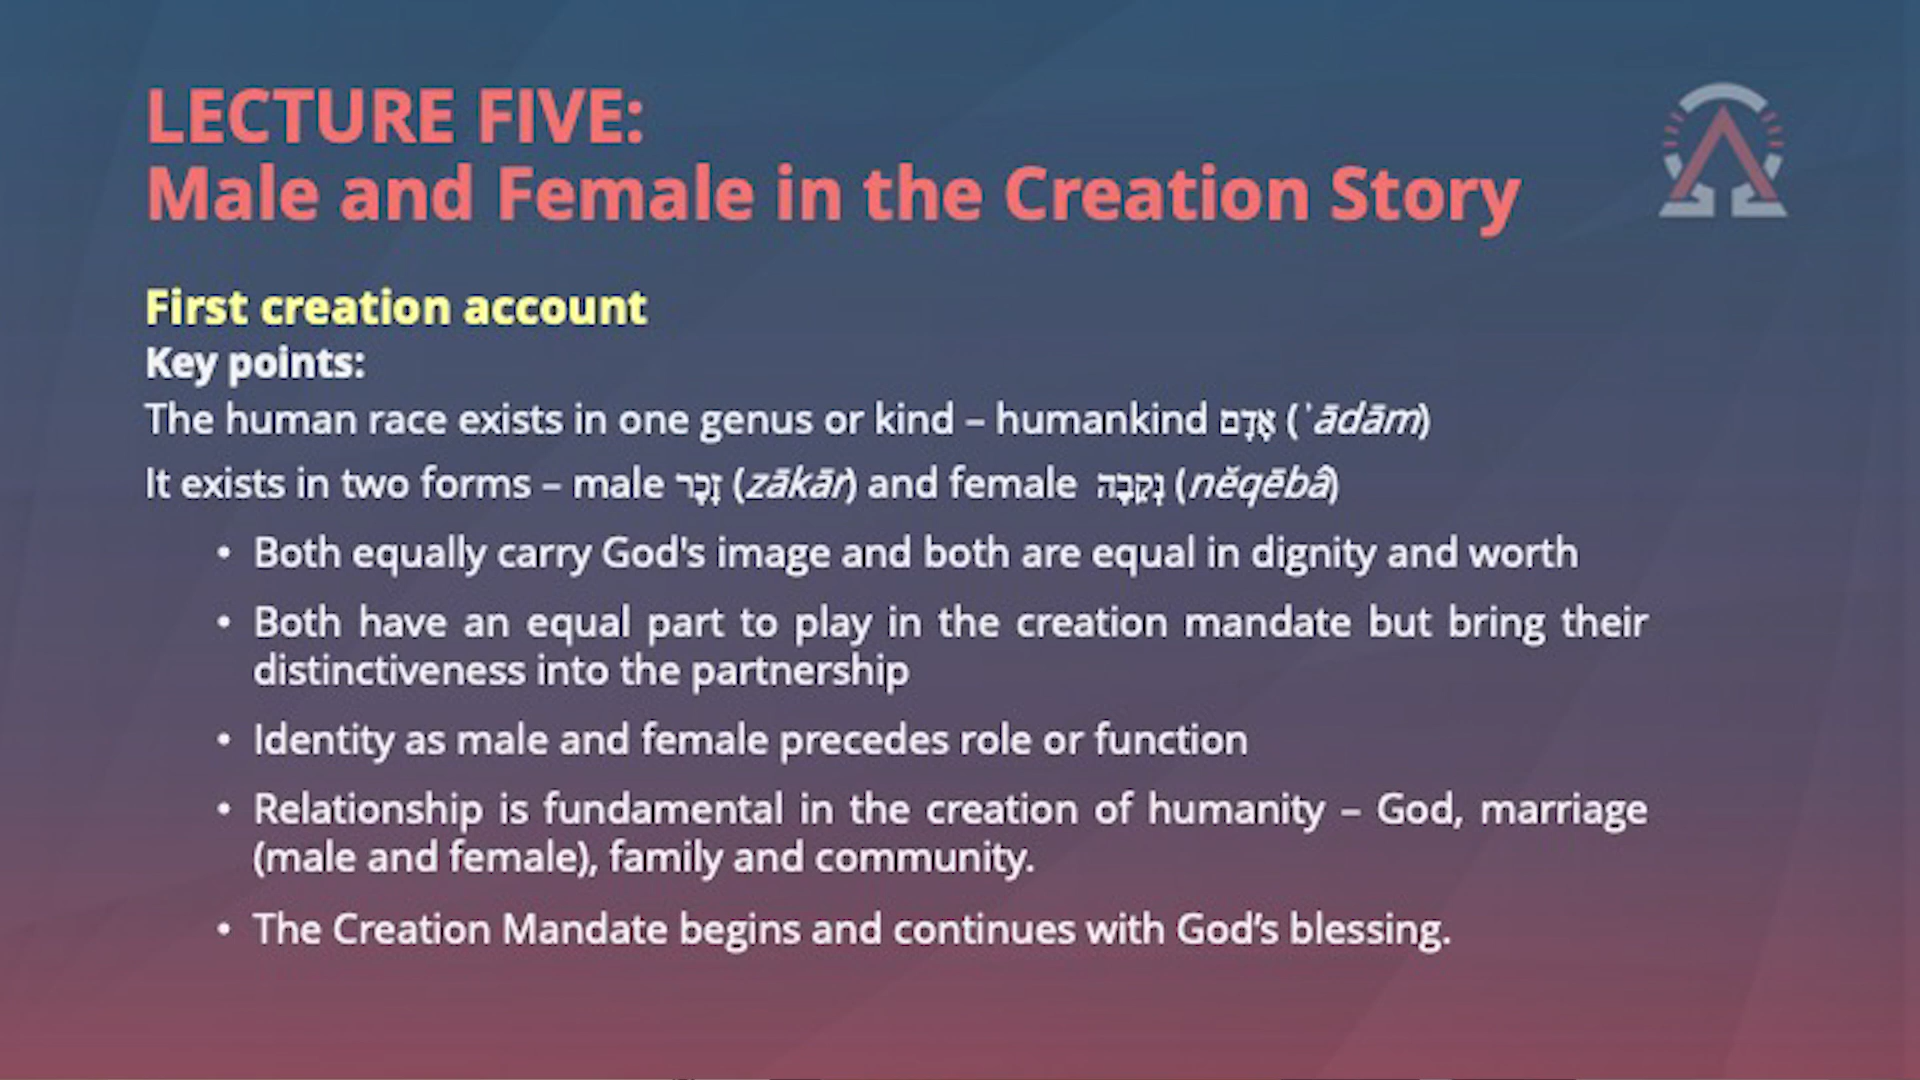 LECTURE FIVE:
Male and Female in the Creation Story
First creation account
Key points:
The human race exists in one genus or kind – humankind אָדָם (ʾādām)
It exists in two forms – male זָכָר (zākār) and female נְקֵבָה (nĕqēbâ)
• Both equally carry God's image and both are equal in dignity and worth
• Both have an equal part to play in the creation mandate but bring their
distinctiveness into the partnership
• Identity as male and female precedes role or function
• Relationship is fundamental in the creation of humanity – God, marriage
(male and female), family and community.
• The Creation Mandate begins and continues with God’s blessing.